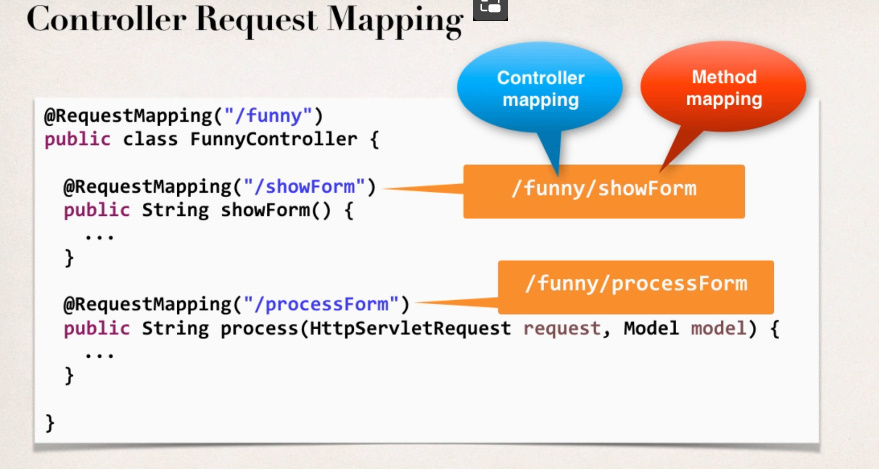 Controller Request Mapping
Controller
mapping
Method
mapping
@RequestMapping("/funny")
public class FunnyController {
@RequestMapping("/showForm")
/funny/showForm
public String showForm() {
...
}
/funny/processForm
@RequestMapping("/processForm")
public String process(HttpServletRequest request, Model model) {
...
}
}